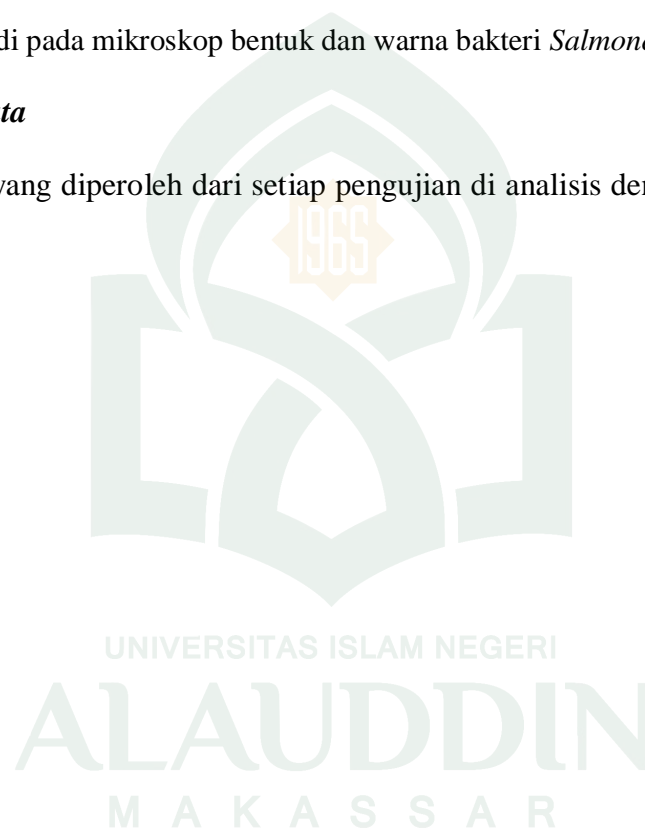 di pada mikroskop bentuk dan warna bakteri Salmon
ta
yang diperoleh dari setiap pengujian di analisis
1965
UNIVERSITAS ISLAM NEGERI
ALAUDDIN
MAKASSAR